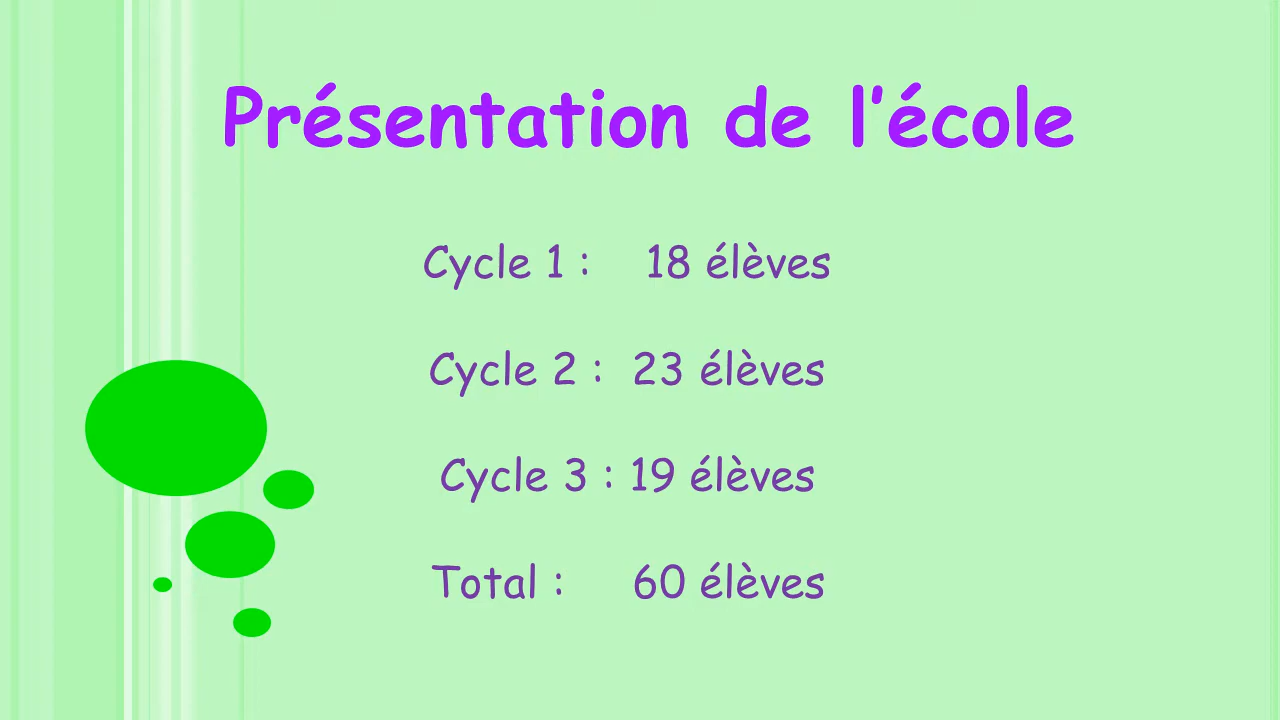 Présentation de l’école
Cycle 1 : 18 élèves
Cycle 2 : 23 élèves
Cycle 3 : 19 élèves
Total : 60 élèves